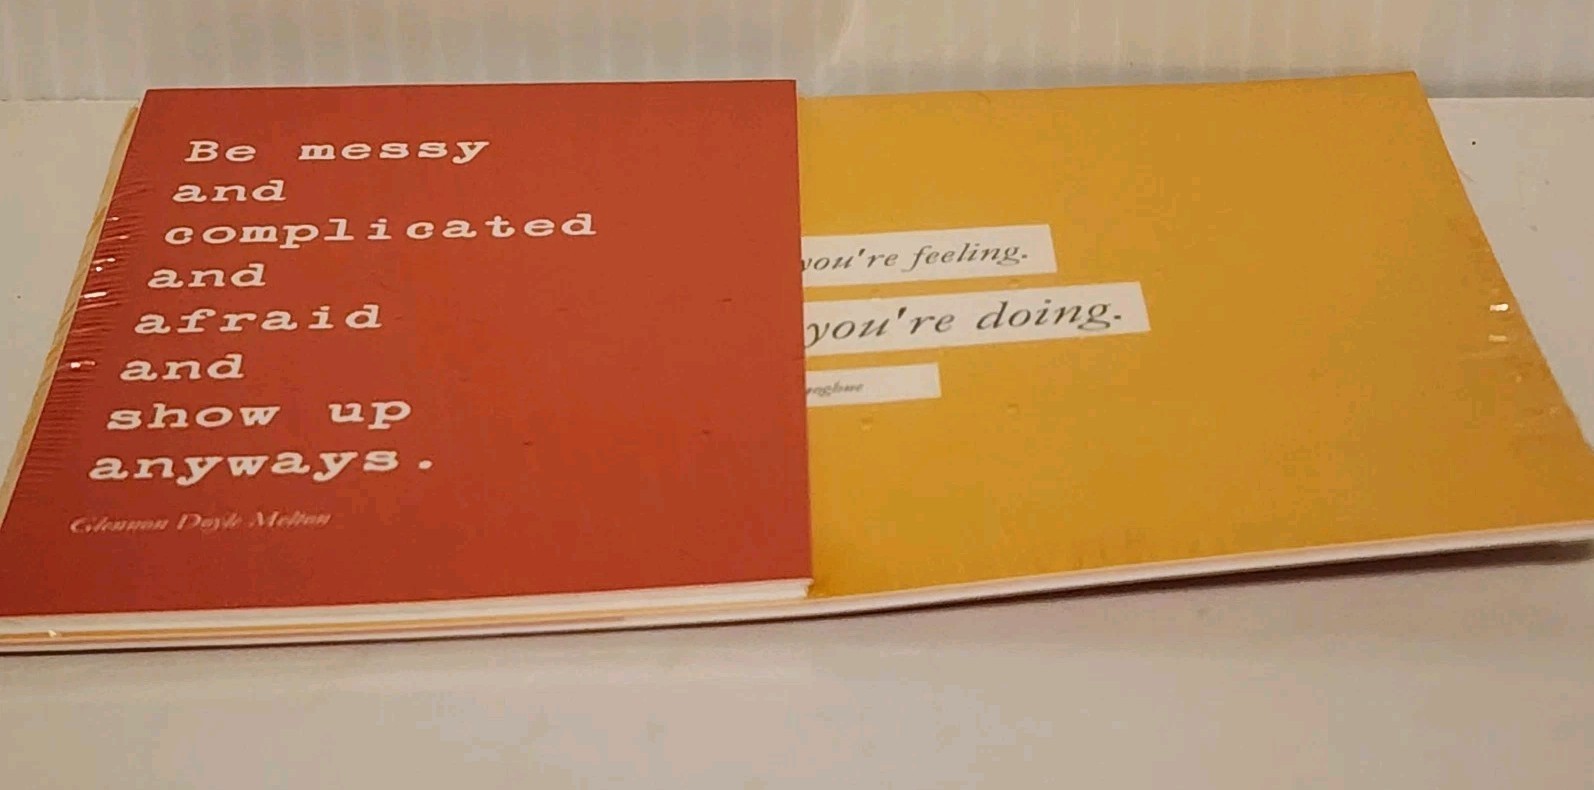 Be messy
and
complicated
and
afraid
and
show up
anyways.
Glennon Doyle Melton
you're feeling.
you're doing.